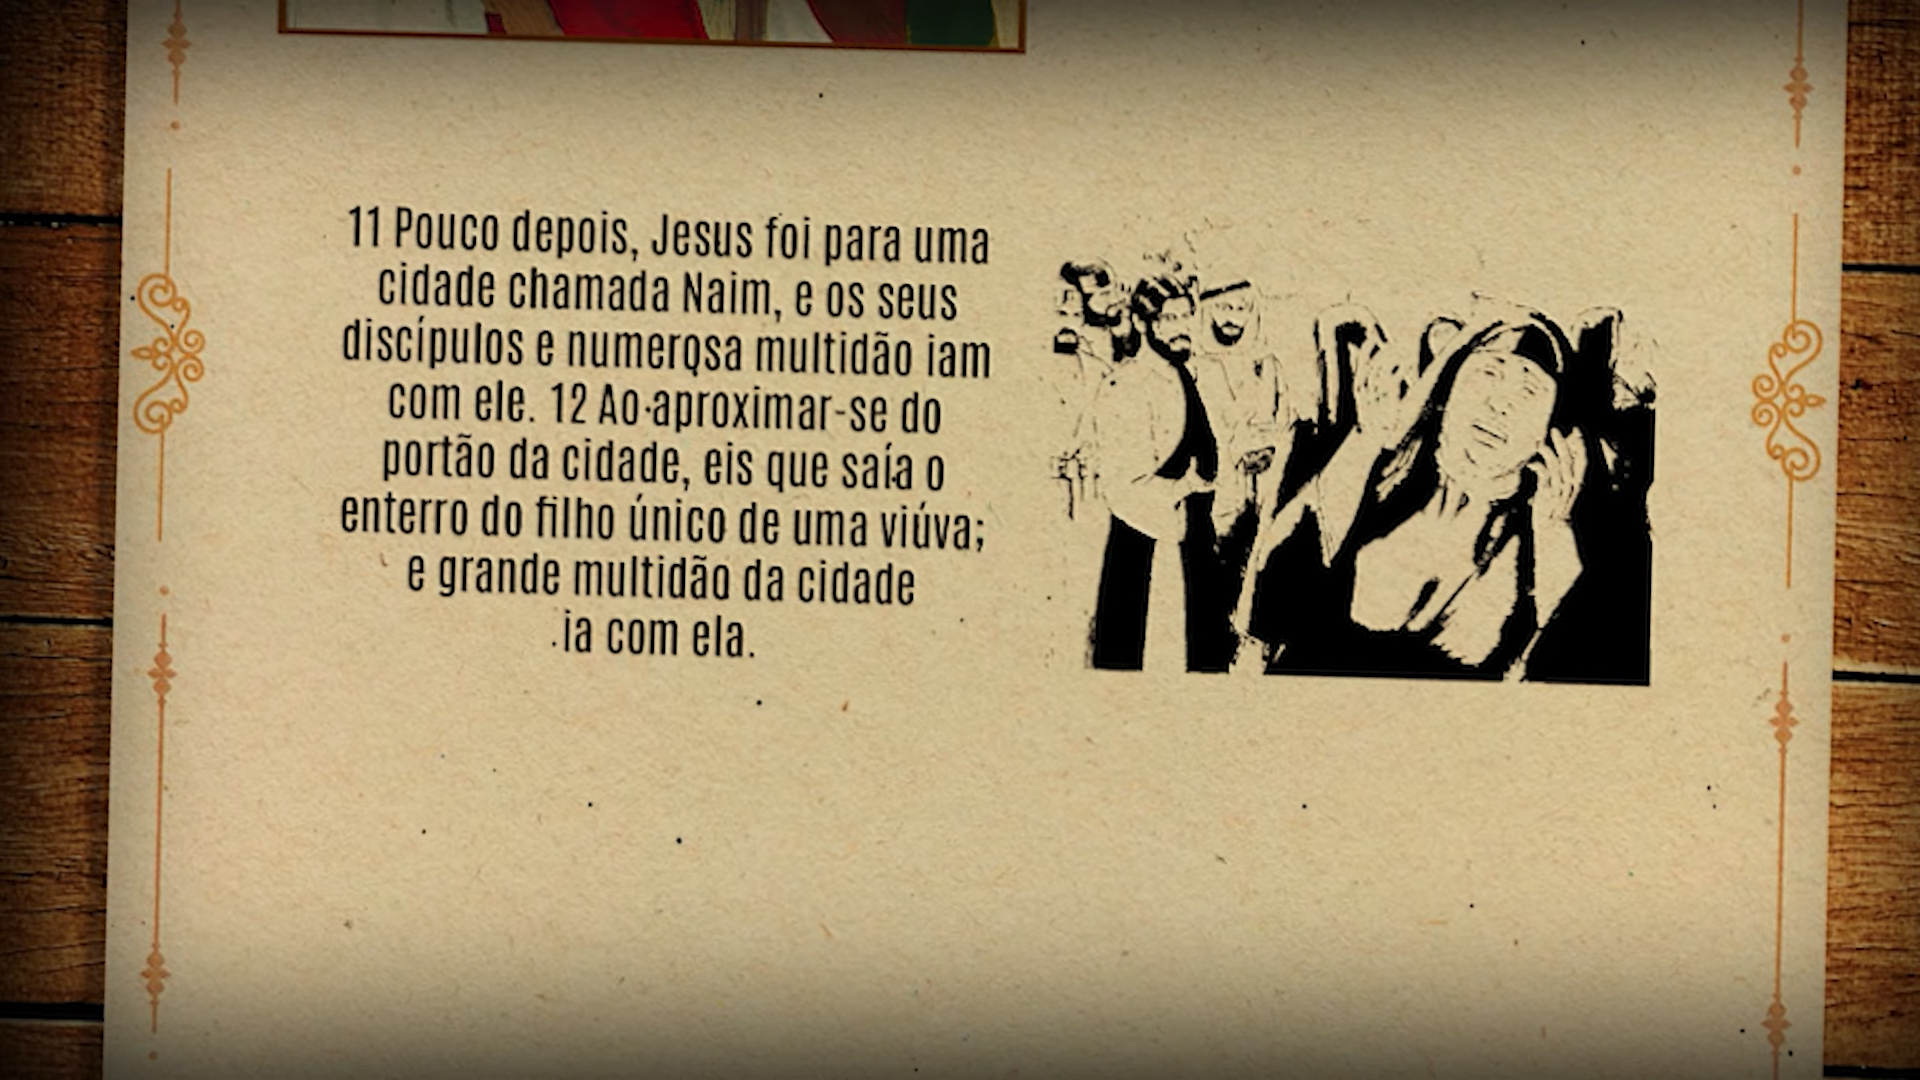 11 Pouco depois, Jesus foi para uma
cidade chamada Naim, e os seus
discípulos e numerosa multidão iam
com ele. 12 Ao aproximar-se do
portão da cidade, eis que saía o
enterro do filho único de uma viúva;
e grande multidão da cidade
ia com ela.